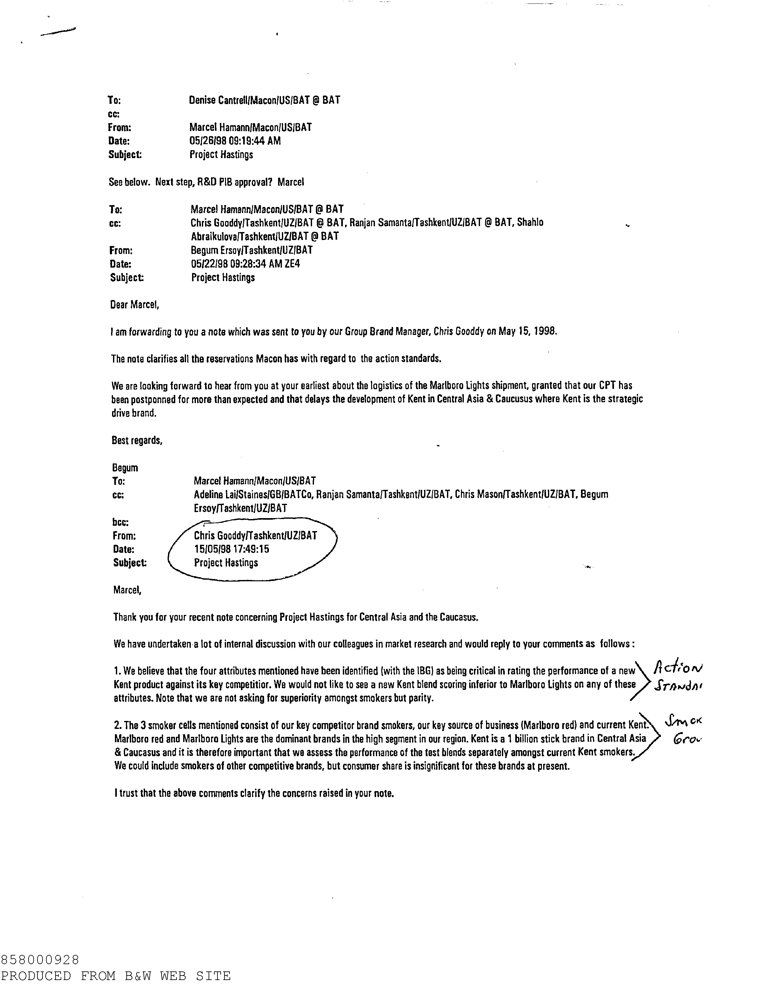 To: Denise Cantrell/Macon/US/BAT @ BAT
cc:
From: Marcel Hamann/Macon/US/BAT
Date: 05/26/98 09:19:44 AM
Subject: Project Hastings
See below. Next step, R&D PIB approval? Marcel
To: Marcel Hamann/Macon/US/BAT @ BAT
cc: Chris Gooddy/Tashkent/UZ/BAT @ BAT, Ranjan Samanta/Tashkent/UZ/BAT @ BAT, Shahlo
Abraikulova/Tashkent/UZ/BAT @ BAT
From: Begum Ersoy/Tashkent/UZ/BAT
Date: 05/22/98 09:28:34 AM ZE4
Subject: Project Hastings
Dear Marcel,
I am forwarding to you a note which was sent to you by our Group Brand Manager, Chris Gooddy on May 15, 1998.
The note clarifies all the reservations Macon has with regard to the action standards.
We are looking forward to hear from you at your earliest about the logistics of the Marlboro Lights shipment, granted that our CPT has
been postponned for more than expected and that delays the development of Kent in Central Asia & Caucusus where Kent is the strategic
drive brand.
Best regards,
Begum
To: Marcel Hamann/Macon/US/BAT
cc: Adeline Lai/Staines/GB/BATCo, Ranjan Samanta/Tashkent/UZ/BAT, Chris Mason/Tashkent/UZ/BAT, Begum
Ersoy/Tashkent/UZ/BAT
bcc:
From: Chris Gooddy/Tashkent/UZ/BAT
Date: 15/05/98 17:49:15
Subject: Project Hastings
Marcel,
Thank you for your recent note concerning Project Hastings for Central Asia and the Caucasus.
We have undertaken a lot of internal discussion with our colleagues in market research and would reply to your comments as follows :
1. We believe that the four attributes mentioned have been identified (with the IBG) as being critical in rating the performance of a new
Kent product against its key competitior. We would not like to see a new Kent blend scoring inferior to Marlboro Lights on any of these
attributes. Note that we are not asking for superiority amongst smokers but parity.
Action
Standar
2. The 3 smoker cells mentioned consist of our key competitor brand smokers, our key source of business (Marlboro red) and current Kent.
Marlboro red and Marlboro Lights are the dominant brands in the high segment in our region. Kent is a 1 billion stick brand in Central Asia
& Caucasus and it is therefore important that we assess the performance of the test blends separately amongst current Kent smokers.
We could include smokers of other competitive brands, but consumer share is insignificant for these brands at present.
Smok
Grou
I trust that the above comments clarify the concerns raised in your note.
858000928
PRODUCED FROM B&W WEB SITE